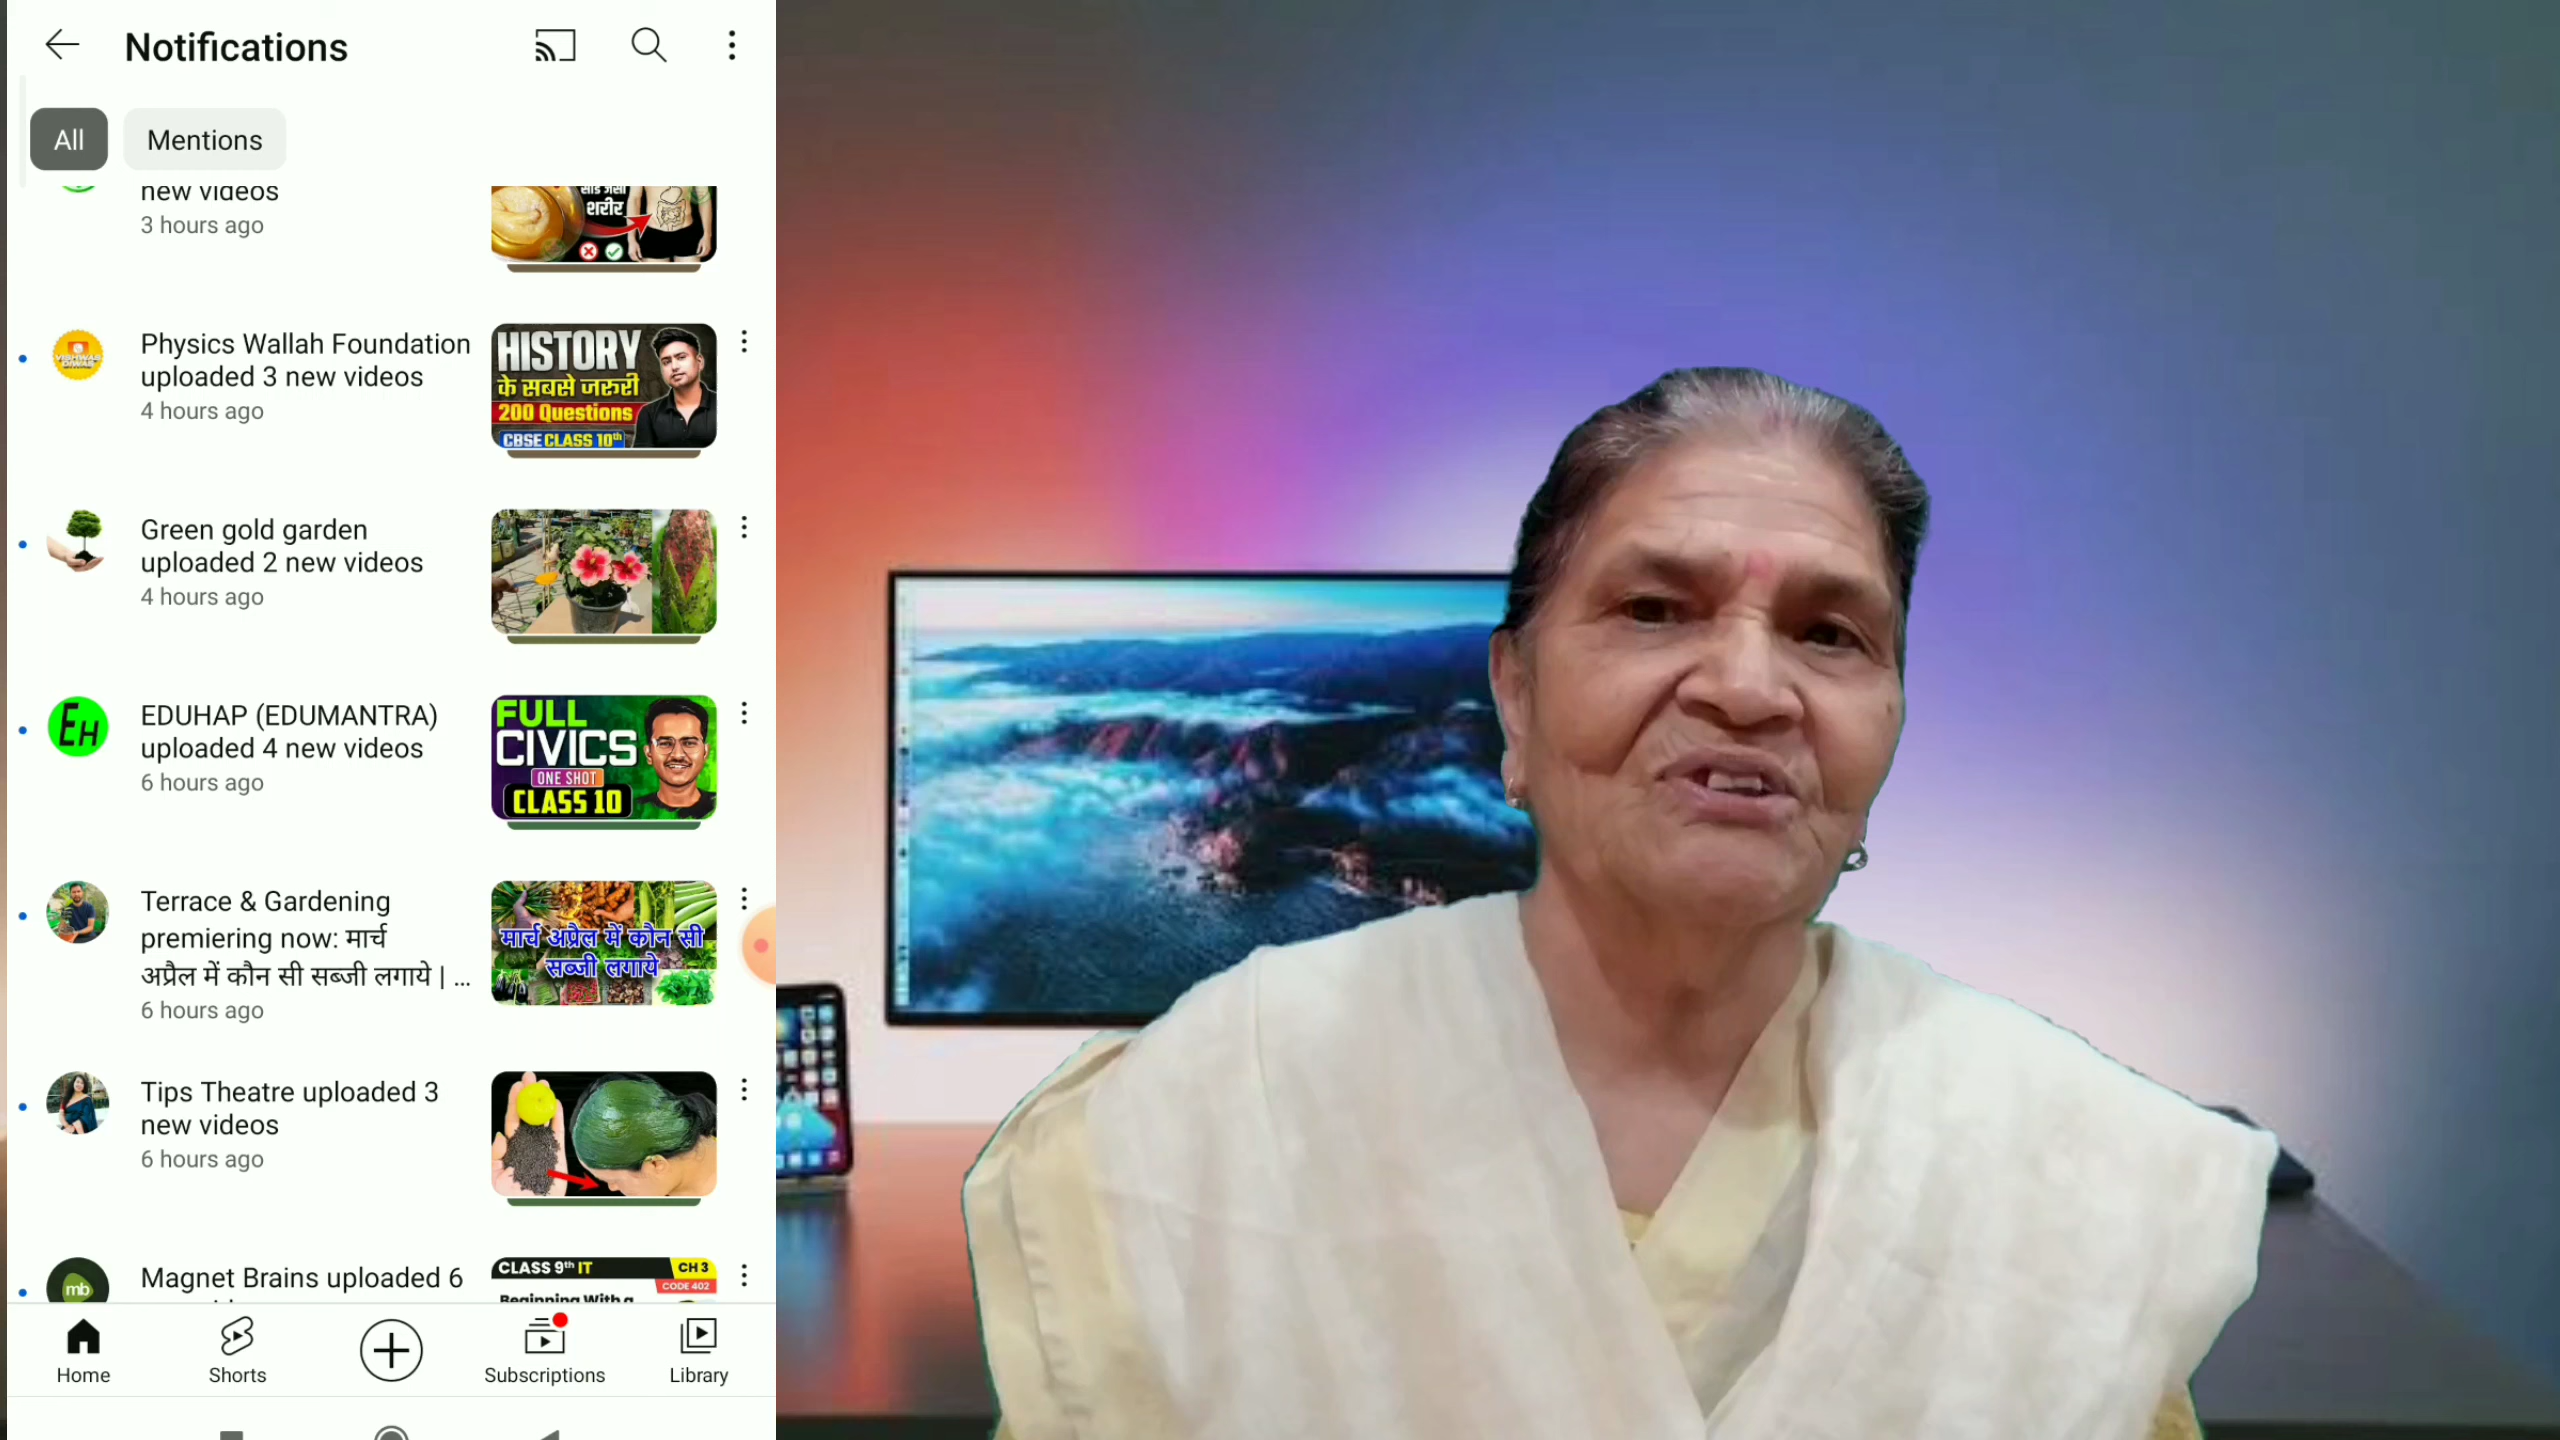 Notifications
All
Mentions
new videos
3 hours ago
शरीर
Physics Wallah Foundation
uploaded 3 new videos
4 hours ago
HISTORY
के सबसे जरूरी
200 Questions
CBSE CLASS 10th
Green gold garden
uploaded 2 new videos
4 hours ago
EDUHAP (EDUMANTRA)
uploaded 4 new videos
6 hours ago
EH
FULL
CIVICS
ONE SHOT
CLASS 10
Terrace & Gardening
premiering now: मार्च
अप्रैल में कौन सी सब्जी लगाये | ...
6 hours ago
मार्च अप्रैल में कौन सी
सब्जी लगाये
Tips Theatre uploaded 3
new videos
6 hours ago
Magnet Brains uploaded 6
mb
CLASS 9th IT
CH 3
CODE 402
Beginning With a
Home
Shorts
Subscriptions
Library